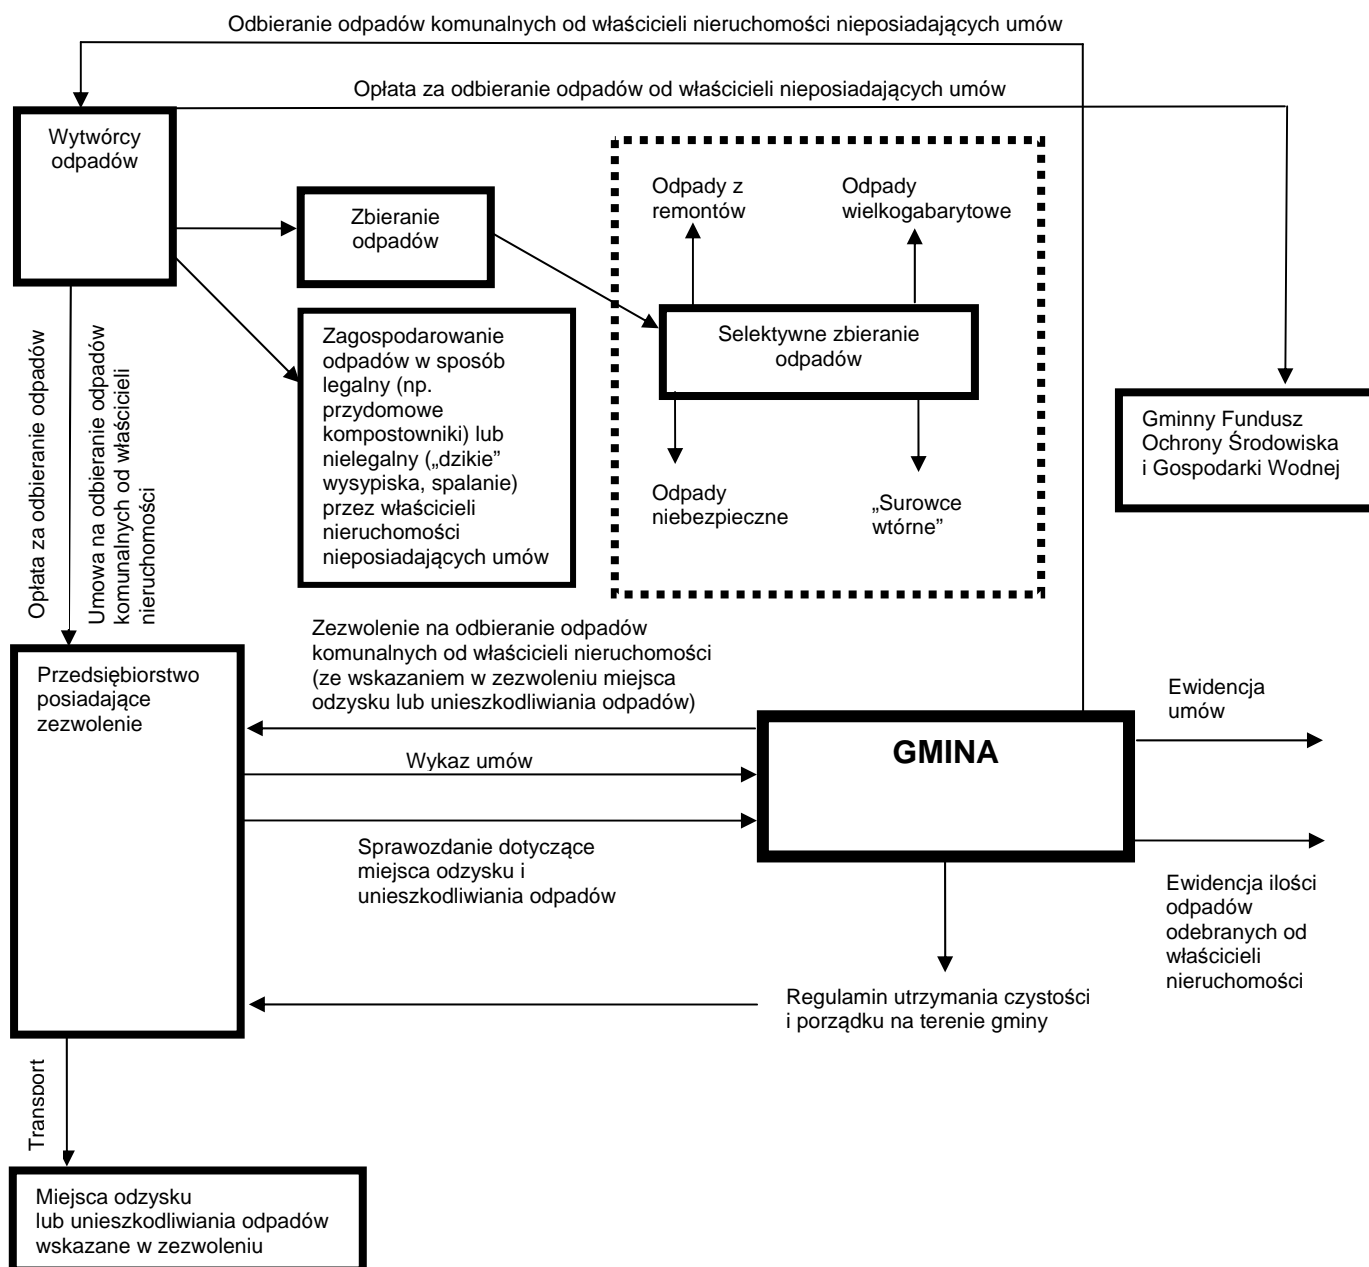 Odbieranie odpadów komunalnych od właścicieli nieruchomości nieposiadających umów
Opłata za odbieranie odpadów od właścicieli nieposiadających umów
Wytwórcy
odpadów
Zbieranie
odpadów
Odpady z
remontów
Odpady
wielkogabarytowe
Selektywne zbieranie
odpadów
Odpady
niebezpieczne
„Surowce
wtórne”
Zagospodarowanie
odpadów w sposób
legalny (np.
przydomowe
kompostowniki) lub
nielegalny („dzikie”
wysypiska, spalanie)
przez właścicieli
nieruchomości
nieposiadających umów
Gminny Fundusz
Ochrony Środowiska
i Gospodarki Wodnej
Opłata za odbieranie odpadów
Umowa na odbieranie odpadów
komunalnych od właścicieli
nieruchomości
Przedsiębiorstwo
posiadające
zezwolenie
Zezwolenie na odbieranie odpadów
komunalnych od właścicieli nieruchomości
(ze wskazaniem w zezwoleniu miejsca
odzysku lub unieszkodliwiania odpadów)
Wykaz umów
Sprawozdanie dotyczące
miejsca odzysku i
unieszkodliwiania odpadów
GMINA
Ewidencja
umów
Ewidencja ilości
odpadów
odebranych od
właścicieli
nieruchomości
Regulamin utrzymania czystości
i porządku na terenie gminy
Transport
Miejsca odzysku
lub unieszkodliwiania odpadów
wskazane w zezwoleniu